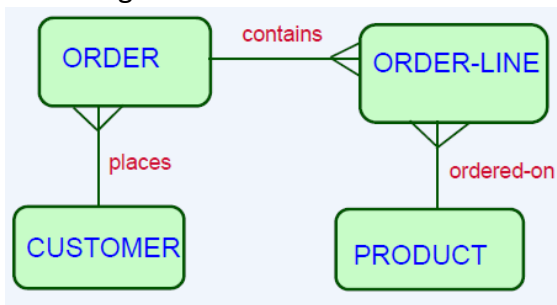 contains
ORDER
ORDER-LINE
places
ordered-on
CUSTOMER
PRODUCT